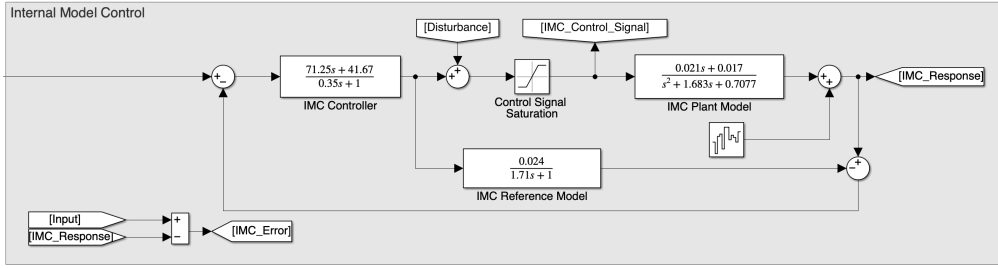 Internal Model Control
[Disturbance]
[IMC_Control_Signal]
71.25s + 41.67
0.35s + 1
IMC Controller
Control Signal
Saturation
0.021s + 0.017
s² + 1.683s + 0.7077
IMC Plant Model
[IMC_Response]
0.024
1.71s + 1
IMC Reference Model
[Input]
[IMC_Response]
[IMC_Error]